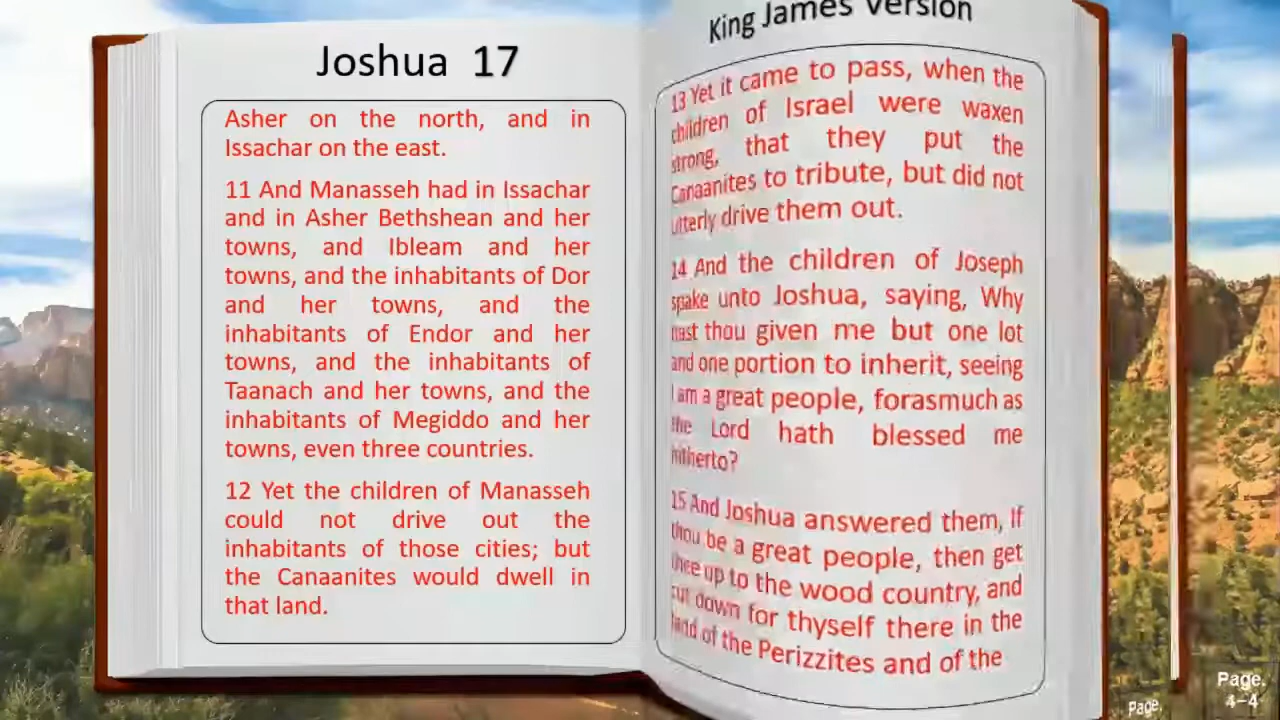 Joshua 17
Asher on the north, and in
Issachar on the east.
11 And Manasseh had in Issachar
and in Asher Bethshean and her
towns, and Ibleam and her
towns, and the inhabitants of Dor
and her towns, and the
inhabitants of Endor and her
towns, and the inhabitants of
Taanach and her towns, and the
inhabitants of Megiddo and her
towns, even three countries.
12 Yet the children of Manasseh
could not drive out the
inhabitants of those cities; but
the Canaanites would dwell in
that land.
King James Version
13 Yet it came to pass, when the
children of Israel were waxen
strong, that they put the
Canaanites to tribute, but did not
utterly drive them out.
14 And the children of Joseph
spake unto Joshua, saying, Why
hast thou given me but one lot
and one portion to inherit, seeing
I am a great people, forasmuch as
the Lord hath blessed me
hitherto?
15 And Joshua answered them, If
thou be a great people, then get
thee up to the wood country, and
cut down for thyself there in the
land of the Perizzites and of the
Page.
Page.
4-4